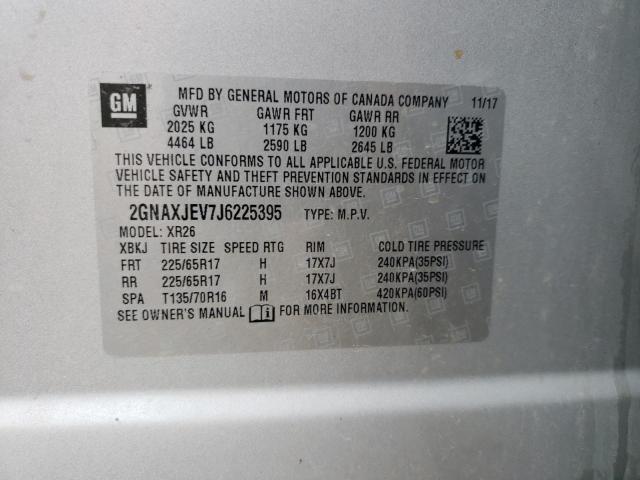 GM
MFD BY GENERAL MOTORS OF CANADA COMPANY 11/17
GVWR GAWR FRT GAWR RR
2025 KG 1175 KG 1200 KG
4464 LB 2590 LB 2645 LB
THIS VEHICLE CONFORMS TO ALL APPLICABLE U.S. FEDERAL MOTOR
VEHICLE SAFETY AND THEFT PREVENTION STANDARDS IN EFFECT ON
THE DATE OF MANUFACTURE SHOWN ABOVE.
2GNAXJEV7J6225395 TYPE: M.P.V.
MODEL: XR26
XBKJ TIRE SIZE SPEED RTG RIM COLD TIRE PRESSURE
FRT 225/65R17 H 17X7J 240KPA(35PSI)
RR 225/65R17 H 17X7J 240KPA(35PSI)
SPA T135/70R16 M 16X4BT 420KPA(60PSI)
SEE OWNER'S MANUAL i FOR MORE INFORMATION